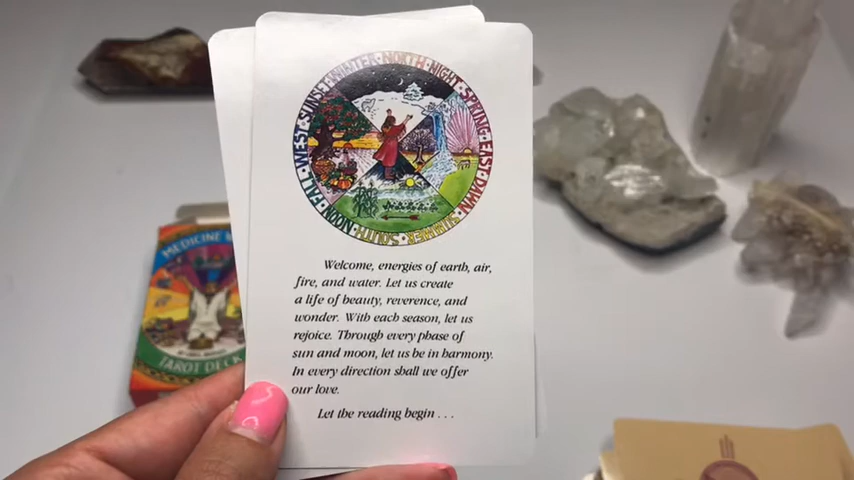 WINTER · NORTH · NIGHT · SPRING · EAST · DAWN · SUMMER · SOUTH · NOON · FALL · WEST · SUNSET ·
Welcome, energies of earth, air,
fire, and water. Let us create
a life of beauty, reverence, and
wonder. With each season, let us
rejoice. Through every phase of
sun and moon, let us be in harmony.
In every direction shall we offer
our love.
Let the reading begin . . .
MEDICINE
TAROT DECK